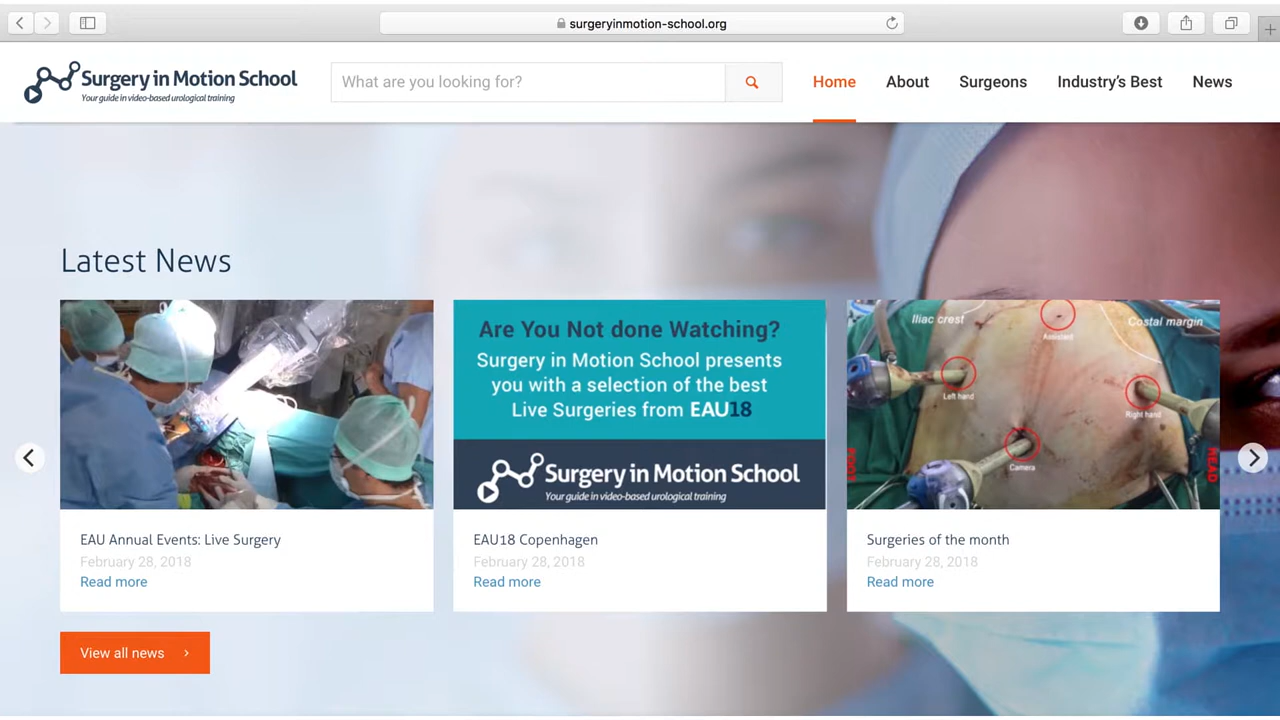 surgeryinmotion-school.org
Surgery in Motion School
Your guide in video-based urological training
What are you looking for?
Home
About
Surgeons
Industry's Best
News
Latest News
Are You Not done Watching?
Surgery in Motion School presents
you with a selection of the best
Live Surgeries from EAU18
Surgery in Motion School
Your guide in video-based urological training
Iliac crest
Costal margin
Assistant
Left hand
Right hand
Camera
FOOT
HEAD
EAU Annual Events: Live Surgery
February 28, 2018
Read more
EAU18 Copenhagen
February 28, 2018
Read more
Surgeries of the month
February 28, 2018
Read more
View all news